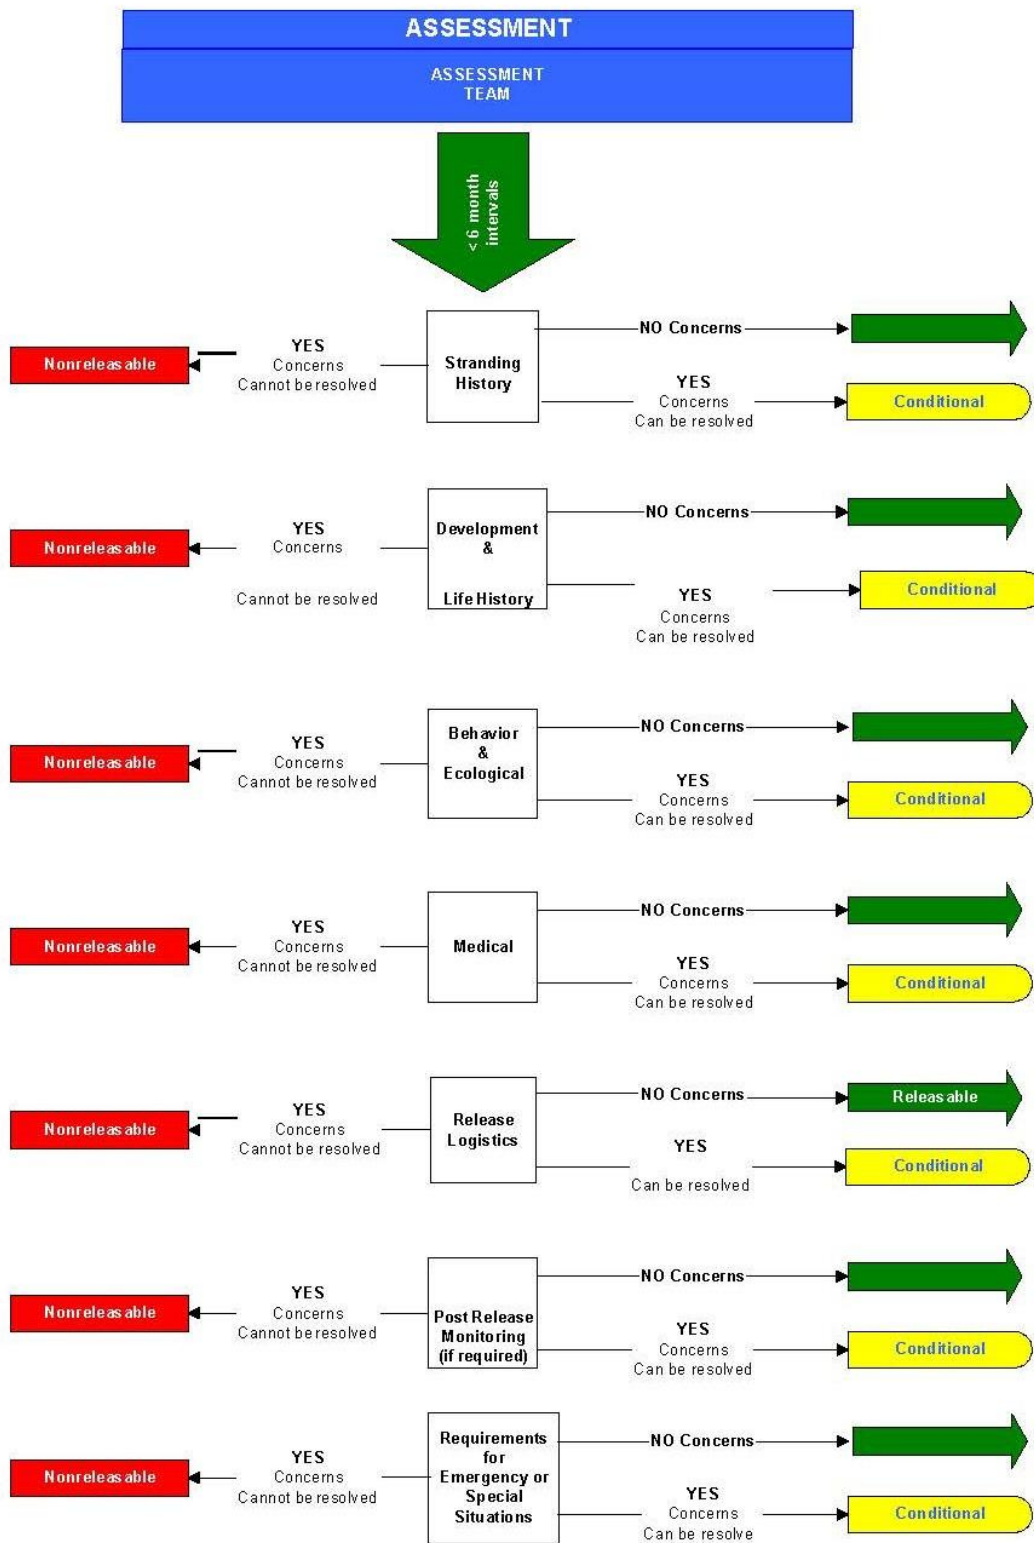 ASSESSMENT
ASSESSMENT
TEAM
< 6 month
intervals
NO Concerns
YES
Concerns
Cannot be resolved
Nonreleasable
Stranding
History
YES
Concerns
Can be resolved
Conditional
NO Concerns
YES
Concerns
Cannot be resolved
Nonreleasable
Development
&
Life History
YES
Concerns
Can be resolved
Conditional
NO Concerns
YES
Concerns
Cannot be resolved
Nonreleasable
Behavior
&
Ecological
YES
Concerns
Can be resolved
Conditional
NO Concerns
YES
Concerns
Cannot be resolved
Nonreleasable
Medical
YES
Concerns
Can be resolved
Conditional
NO Concerns
Releasable
YES
Concerns
Cannot be resolved
Nonreleasable
Release
Logistics
YES
Can be resolved
Conditional
NO Concerns
YES
Concerns
Cannot be resolved
Nonreleasable
Post Release
Monitoring
(if required)
YES
Concerns
Can be resolved
Conditional
NO Concerns
YES
Concerns
Cannot be resolved
Nonreleasable
Requirements
for
Emergency or
Special
Situations
YES
Concerns
Can be resolve
Conditional